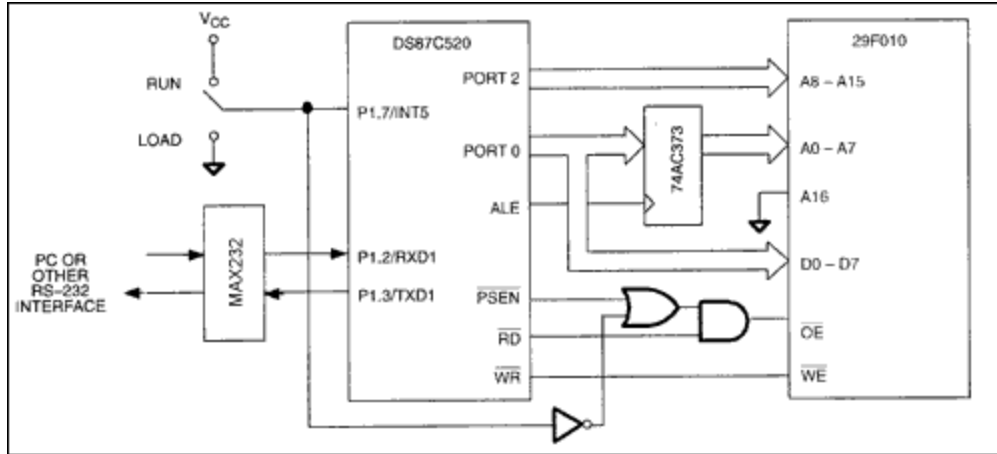 VCC
RUN
LOAD
PC OR
OTHER
RS-232
INTERFACE
MAX232
DS87C520
PORT 2
P1.7/INT5
PORT 0
ALE
P1.2/RXD1
P1.3/TXD1
PSEN
RD
WR
74AC373
29F010
A8 – A15
A0 – A7
A16
D0 – D7
OE
WE